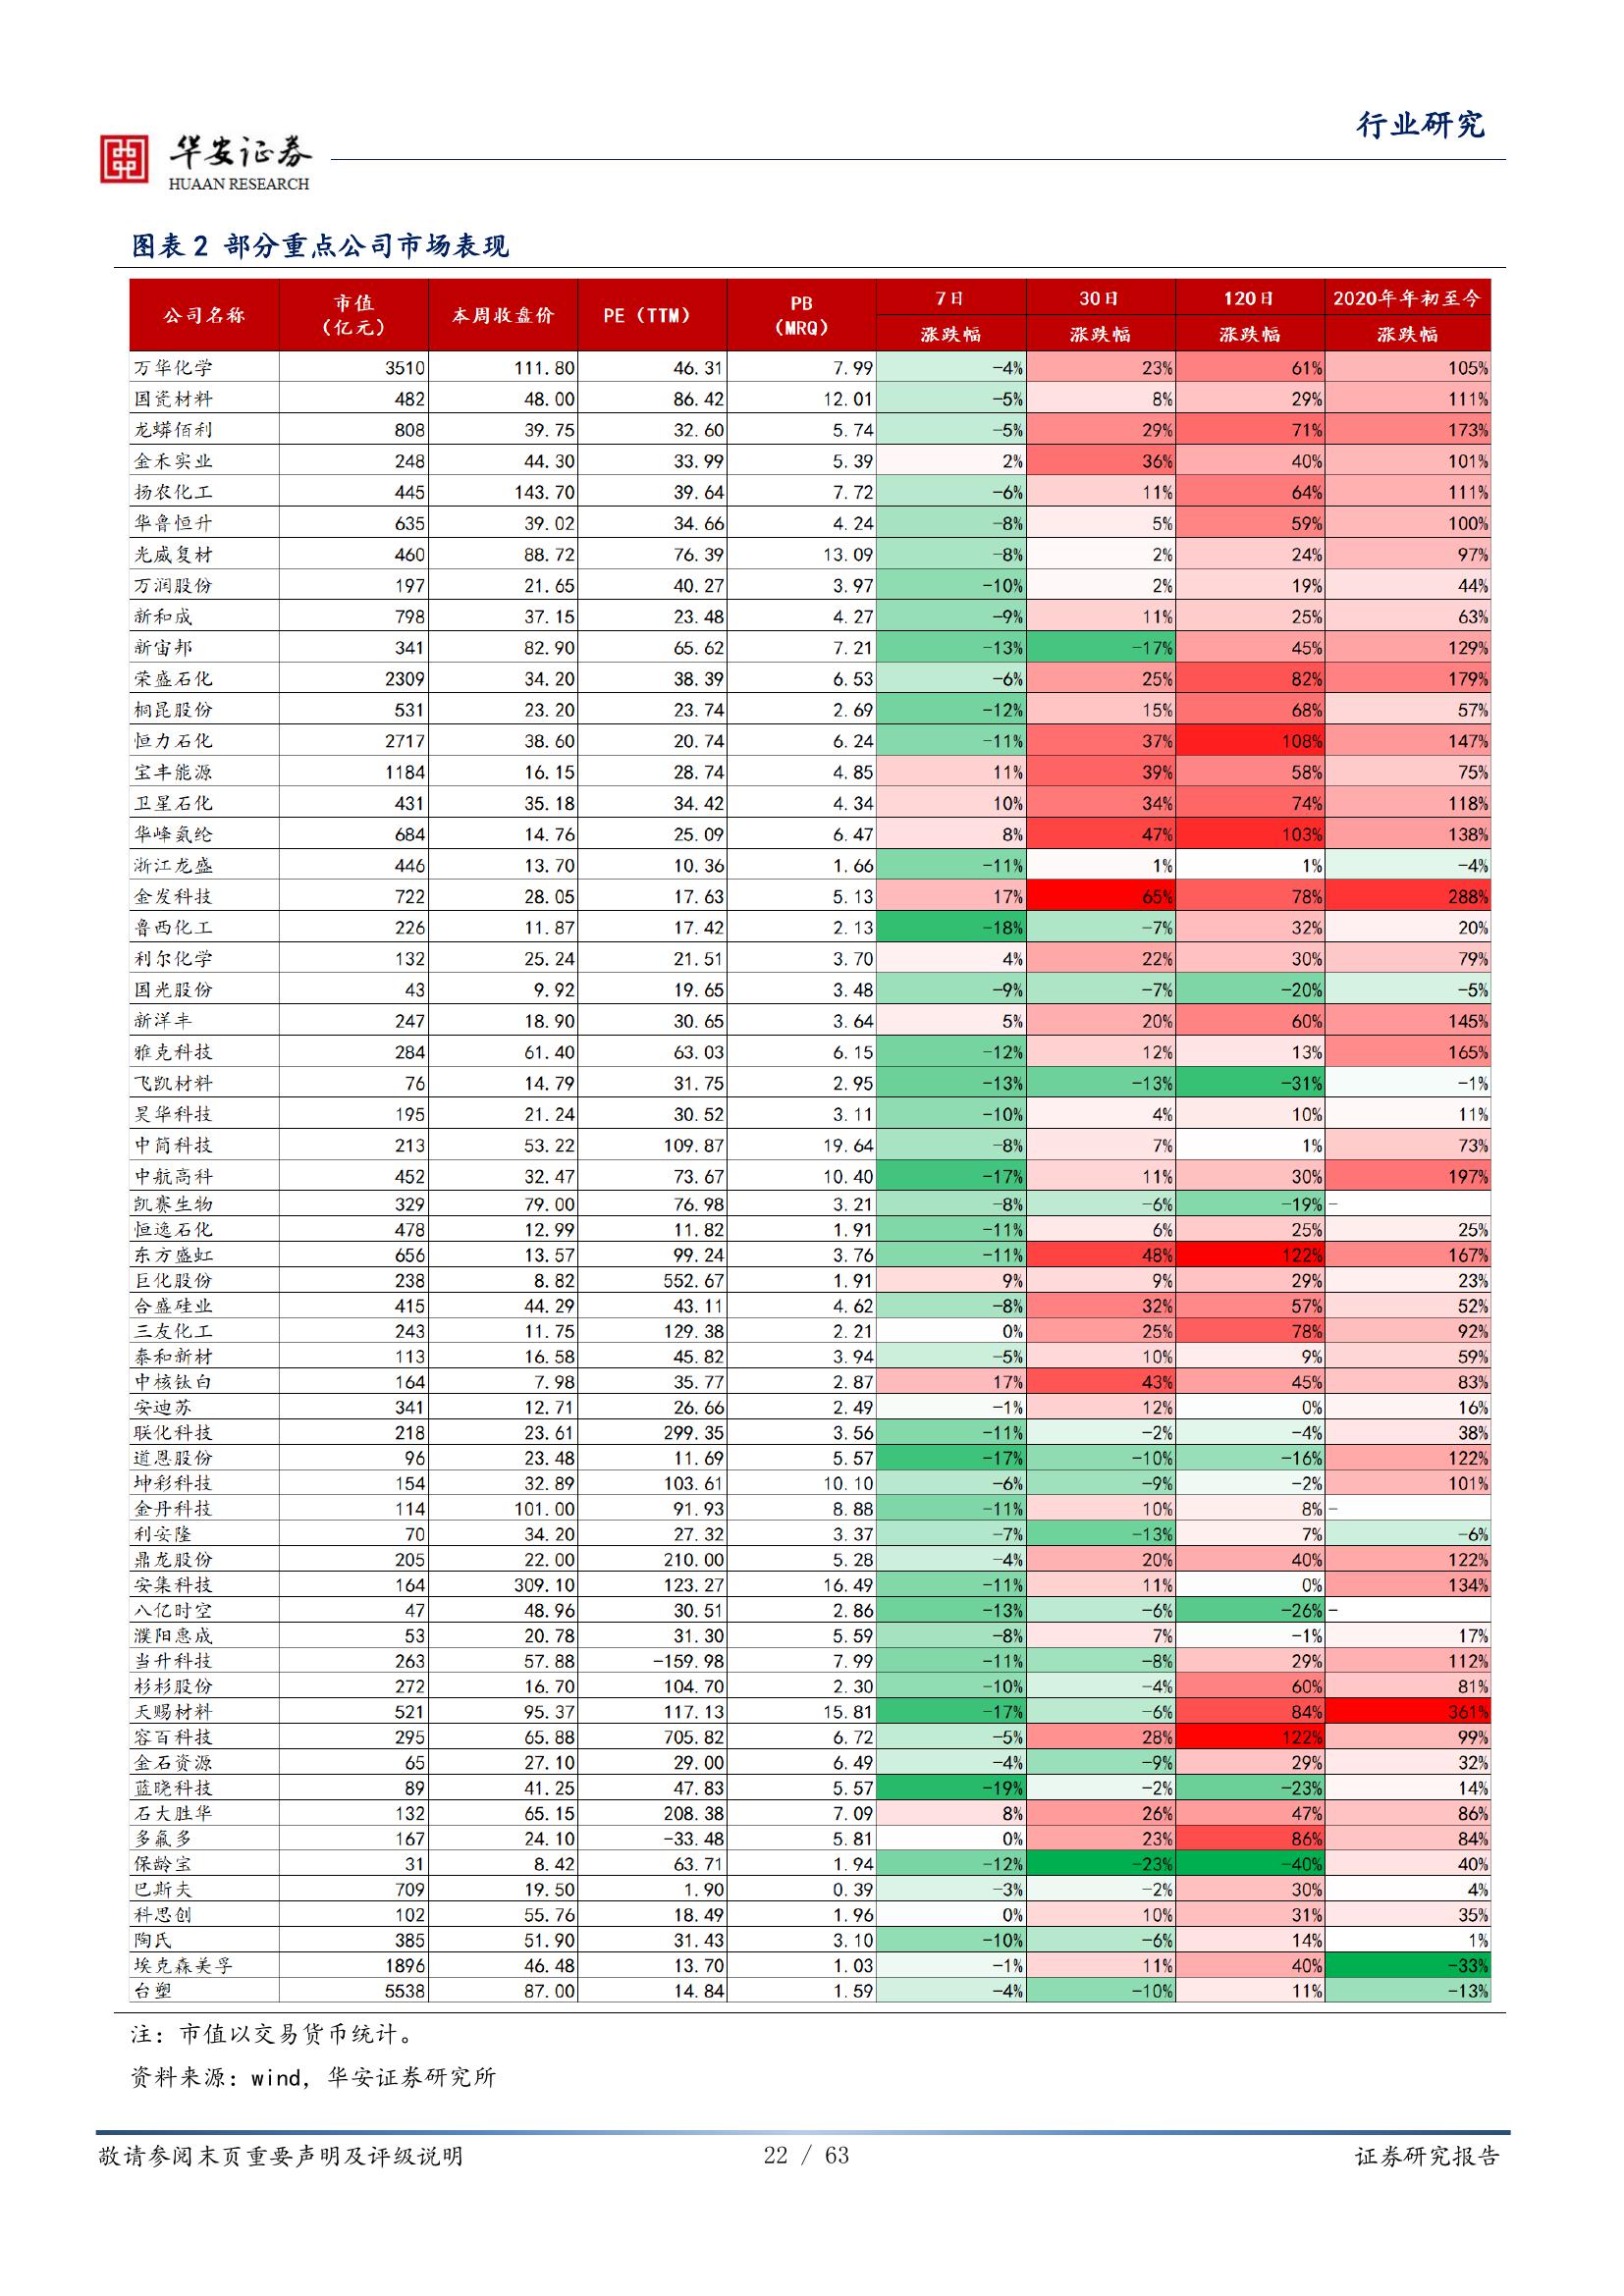 行业研究
华安证券
HUAAN RESEARCH
图表 2 部分重点公司市场表现
公司名称 市值（亿元） 本周收盘价 PE（TTM） PB（MRQ） 7日 30日 120日 2020年年初至今
涨跌幅 涨跌幅 涨跌幅 涨跌幅
万华化学 3510 111.80 46.31 7.99 -4% 23% 61% 105%
国瓷材料 482 48.00 86.42 12.01 -5% 8% 29% 111%
龙蟒佰利 808 39.75 32.60 5.74 -5% 29% 71% 173%
金禾实业 248 44.30 33.99 5.39 2% 36% 40% 101%
扬农化工 445 143.70 39.64 7.72 -6% 11% 64% 111%
华鲁恒升 635 39.02 34.66 4.24 -8% 5% 59% 100%
光威复材 460 88.72 76.39 13.09 -8% 2% 24% 97%
万润股份 197 21.65 40.27 3.97 -10% 2% 19% 44%
新和成 798 37.15 23.48 4.27 -9% 11% 25% 63%
新宙邦 341 82.90 65.62 7.21 -13% -17% 45% 129%
荣盛石化 2309 34.20 38.39 6.53 -6% 25% 82% 179%
桐昆股份 531 23.20 23.74 2.69 -12% 15% 68% 57%
恒力石化 2717 38.60 20.74 6.24 -11% 37% 108% 147%
宝丰能源 1184 16.15 28.74 4.85 11% 39% 58% 75%
卫星石化 431 35.18 34.42 4.34 10% 34% 74% 118%
华峰氨纶 684 14.76 25.09 6.47 8% 47% 103% 138%
浙江龙盛 446 13.70 10.36 1.66 -11% 1% 1% -4%
金发科技 722 28.05 17.63 5.13 17% 65% 78% 288%
鲁西化工 226 11.87 17.42 2.13 -18% -7% 32% 20%
利尔化学 132 25.24 21.51 3.70 4% 22% 30% 79%
国光股份 43 9.92 19.65 3.48 -9% -7% -20% -5%
新洋丰 247 18.90 30.65 3.64 5% 20% 60% 145%
雅克科技 284 61.40 63.03 6.15 -12% 12% 13% 165%
飞凯材料 76 14.79 31.75 2.95 -13% -13% -31% -1%
昊华科技 195 21.24 30.52 3.11 -10% 4% 10% 11%
中简科技 213 53.22 109.87 19.64 -8% 7% 1% 73%
中航高科 452 32.47 73.67 10.40 -17% 11% 30% 197%
凯赛生物 329 79.00 76.98 3.21 -8% -6% -19% -
恒逸石化 478 12.99 11.82 1.91 -11% 6% 25% 25%
东方盛虹 656 13.57 99.24 3.76 -11% 48% 122% 167%
巨化股份 238 8.82 552.67 1.91 9% 9% 29% 23%
合盛硅业 415 44.29 43.11 4.62 -8% 32% 57% 52%
三友化工 243 11.75 129.38 2.21 0% 25% 78% 92%
泰和新材 113 16.58 45.82 3.94 -5% 10% 9% 59%
中核钛白 164 7.98 35.77 2.87 17% 43% 45% 83%
安迪苏 341 12.71 26.66 2.49 -1% 12% 0% 16%
联化科技 218 23.61 299.35 3.56 -11% -2% -4% 38%
道恩股份 96 23.48 11.69 5.57 -17% -10% -16% 122%
坤彩科技 154 32.89 103.61 10.10 -6% -9% -2% 101%
金丹科技 114 101.00 91.93 8.88 -11% 10% 8% -
利安隆 70 34.20 27.32 3.37 -7% -13% 7% -6%
鼎龙股份 205 22.00 210.00 5.28 -4% 20% 40% 122%
安集科技 164 309.10 123.27 16.49 -11% 11% 0% 134%
八亿时空 47 48.96 30.51 2.86 -13% -6% -26% -
濮阳惠成 53 20.78 31.30 5.59 -8% 7% -1% 17%
当升科技 263 57.88 -159.98 7.99 -11% -8% 29% 112%
杉杉股份 272 16.70 104.70 2.30 -10% -4% 60% 81%
天赐材料 521 95.37 117.13 15.81 -17% -6% 84% 361%
容百科技 295 65.88 705.82 6.72 -5% 28% 122% 99%
金石资源 65 27.10 29.00 6.49 -4% -9% 29% 32%
蓝晓科技 89 41.25 47.83 5.57 -19% -2% -23% 14%
石大胜华 132 65.15 208.38 7.09 8% 26% 47% 86%
多氟多 167 24.10 -33.48 5.81 0% 23% 86% 84%
保龄宝 31 8.42 63.71 1.94 -12% -23% -40% 40%
巴斯夫 709 19.50 1.90 0.39 -3% -2% 30% 4%
科思创 102 55.76 18.49 1.96 0% 10% 31% 35%
陶氏 385 51.90 31.43 3.10 -10% -6% 14% 1%
埃克森美孚 1896 46.48 13.70 1.03 -1% 11% 40% -33%
台塑 5538 87.00 14.84 1.59 -4% -10% 11% -13%
注：市值以交易货币统计。
资料来源：wind，华安证券研究所
敬请参阅末页重要声明及评级说明 22 / 63 证券研究报告